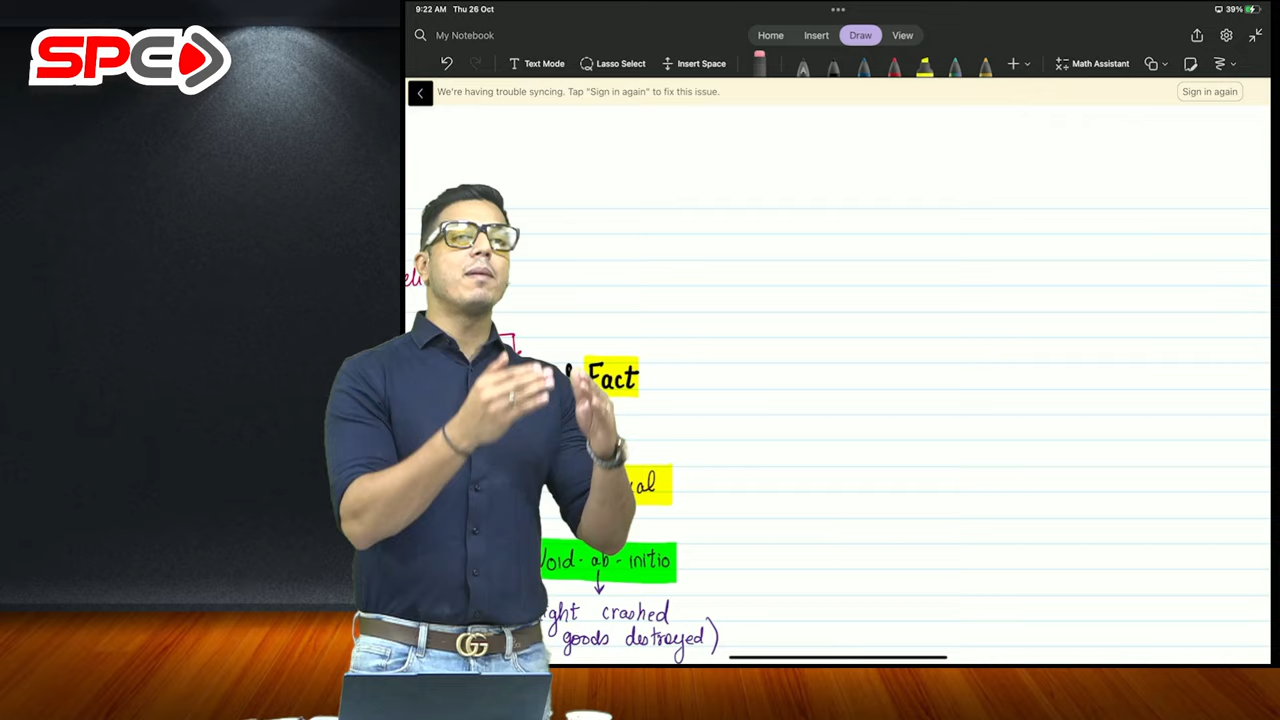 SPE
9:22 AM Thu 26 Oct
39%
My Notebook
Home Insert Draw View
Text Mode Lasso Select Insert Space Math Assistant
We're having trouble syncing. Tap "Sign in again" to fix this issue. Sign in again
Fact
Void-ab-initio
crashed
goods destroyed)